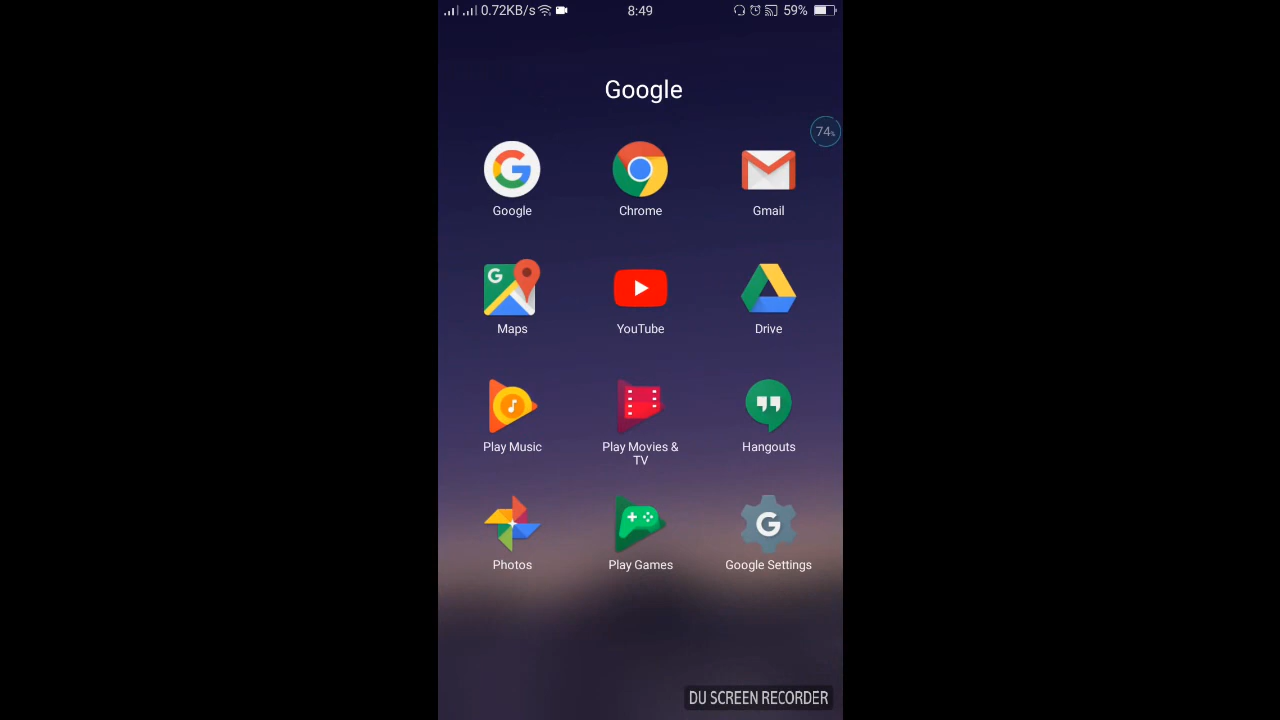 0.72KB/s 8:49 59%
Google
74%
Google Chrome Gmail
G
Maps YouTube Drive
Play Music Play Movies & Hangouts
TV
G
Photos Play Games Google Settings
DU SCREEN RECORDER